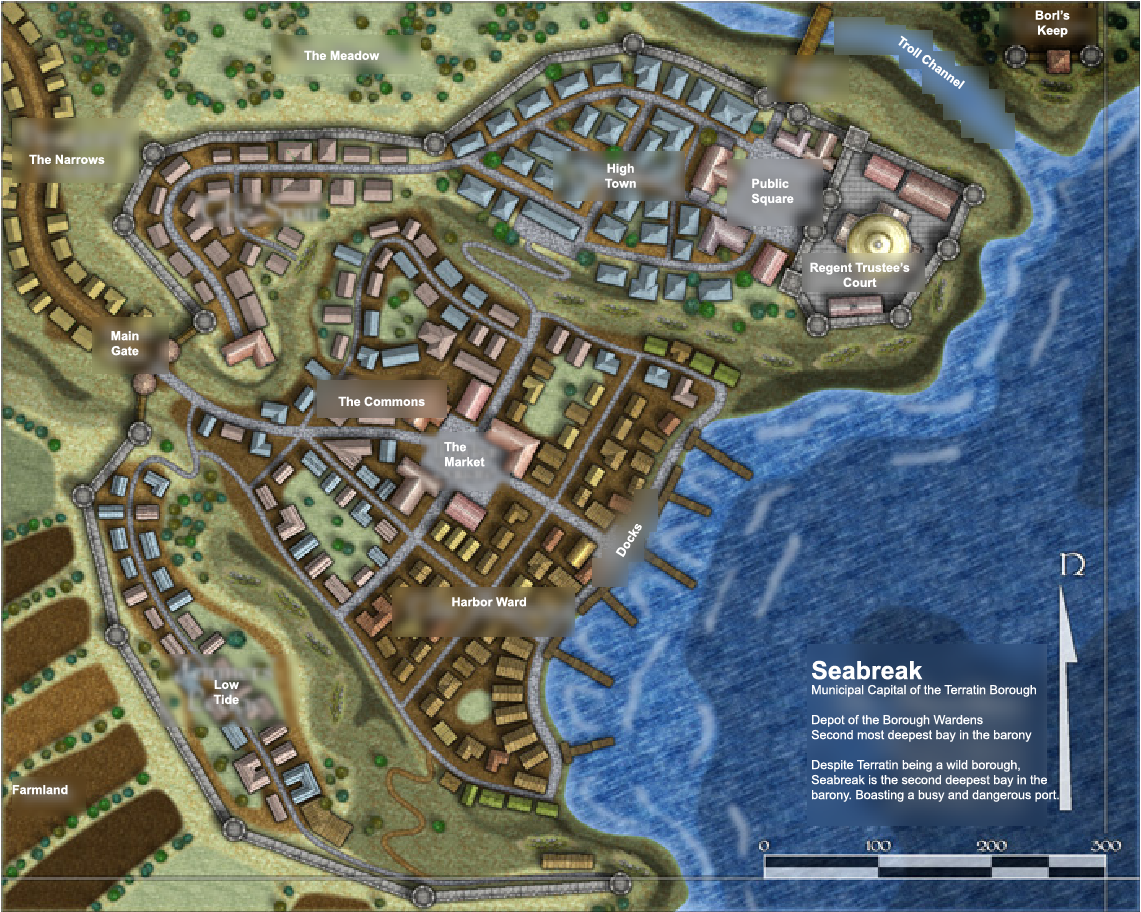 Borl's
Keep
The Meadow
Troll Channel
The Narrows
High
Town
Public
Square
Regent Trustee's
Court
Main
Gate
The Commons
The
Market
Docks
Harbor Ward
N
Low
Tide
Farmland
Seabreak
Municipal Capital of the Terratin Borough
Depot of the Borough Wardens
Second most deepest bay in the barony
Despite Terratin being a wild borough,
Seabreak is the second deepest bay in the
barony. Boasting a busy and dangerous port.
0 100 200 300